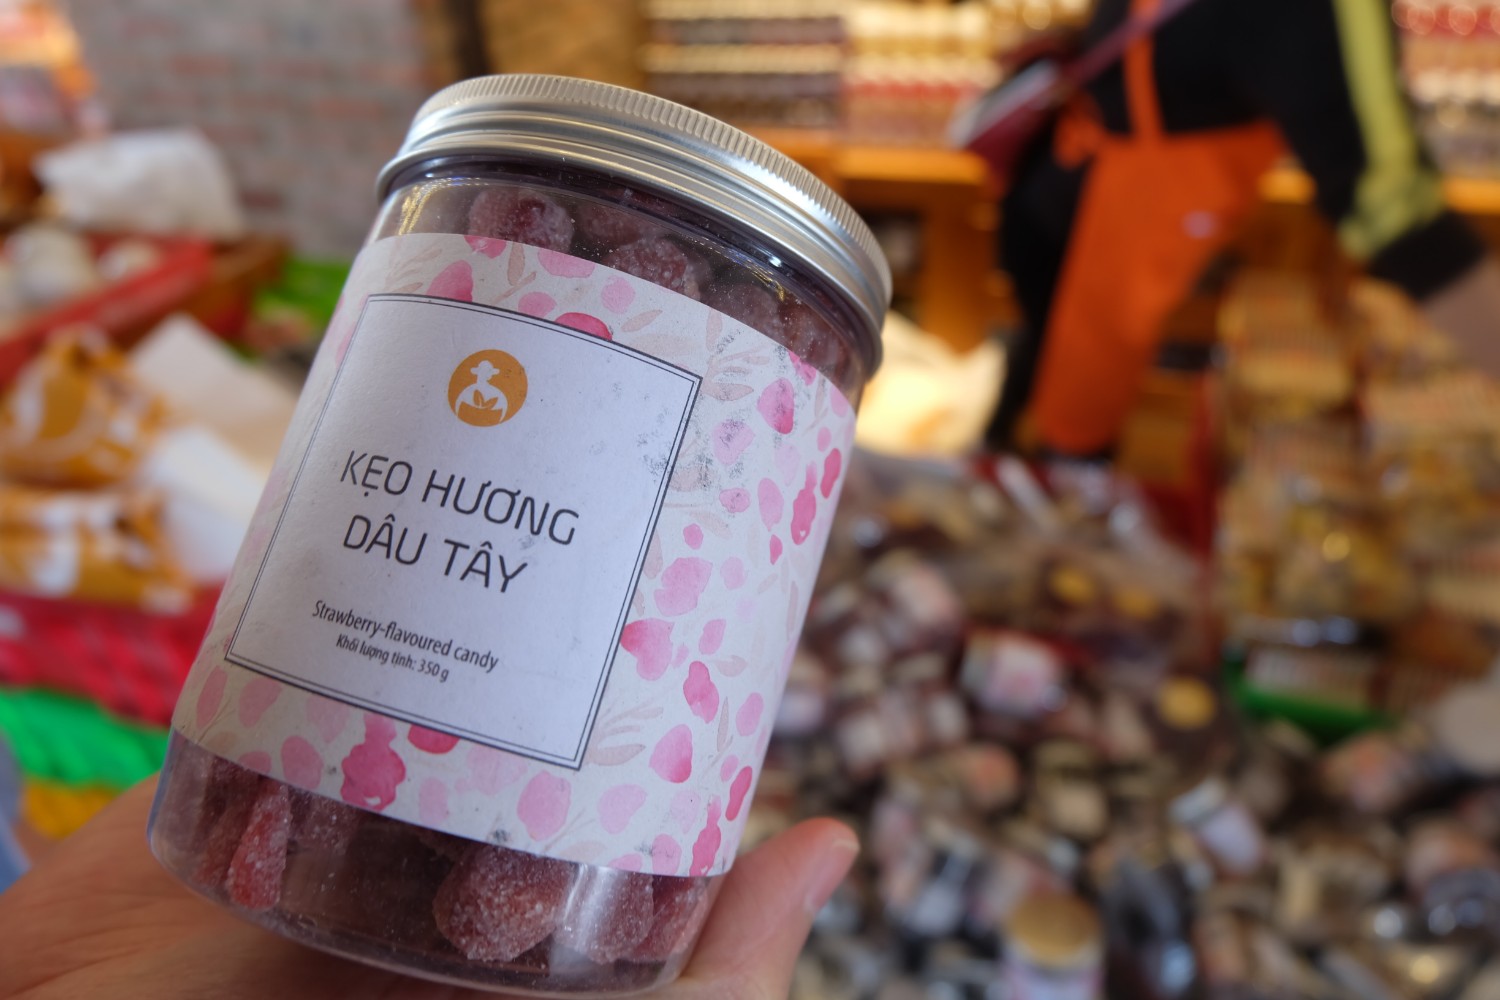 KẸO HƯƠNG
DÂU TÂY
Strawberry-flavoured candy
Khối lượng tịnh: 350 g